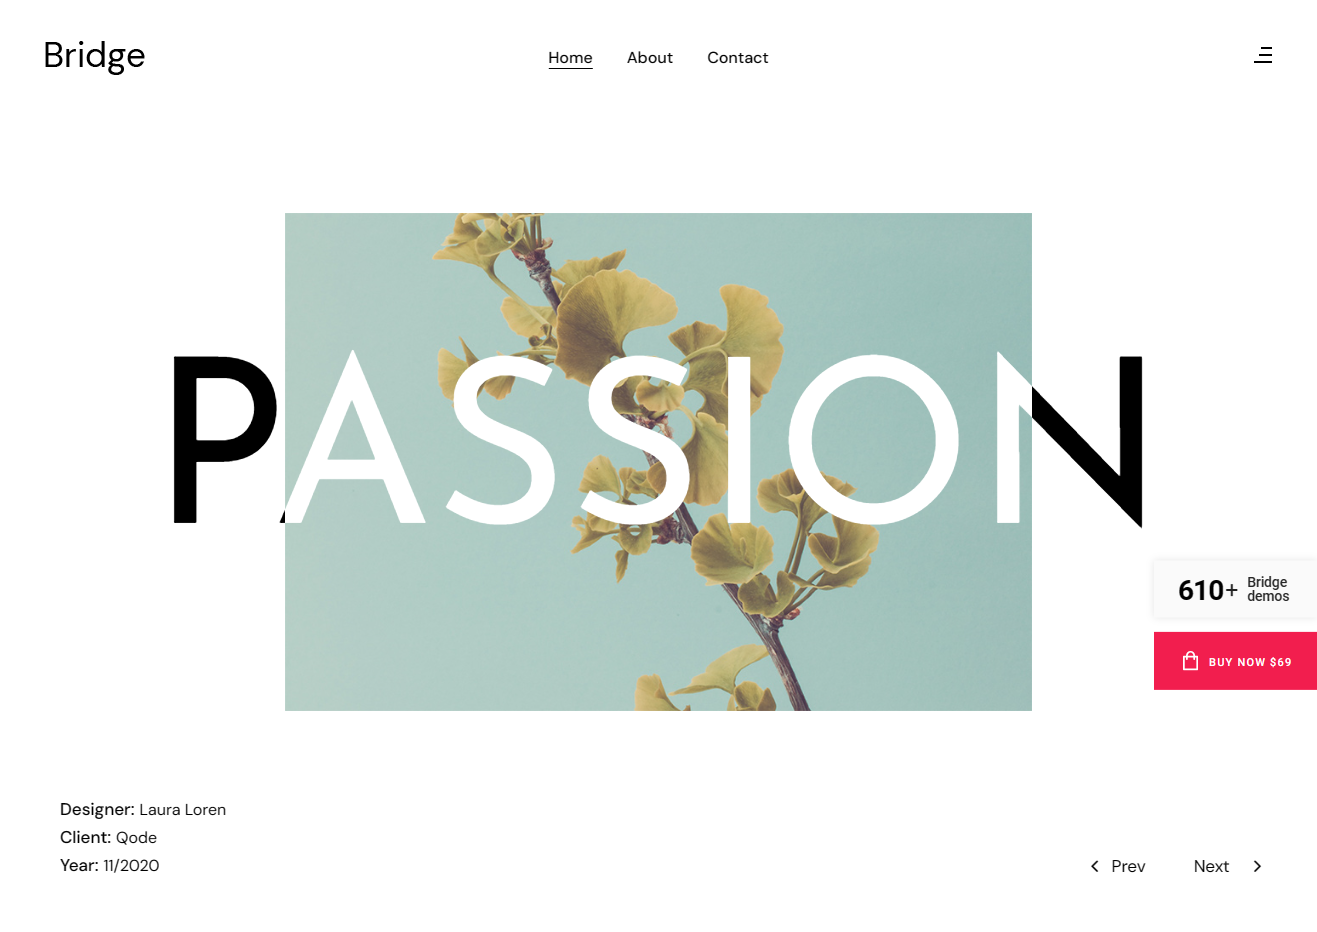 Bridge
Home About Contact
PASSION
610+ Bridge demos
BUY NOW $69
Designer: Laura Loren
Client: Qode
Year: 11/2020
Prev Next